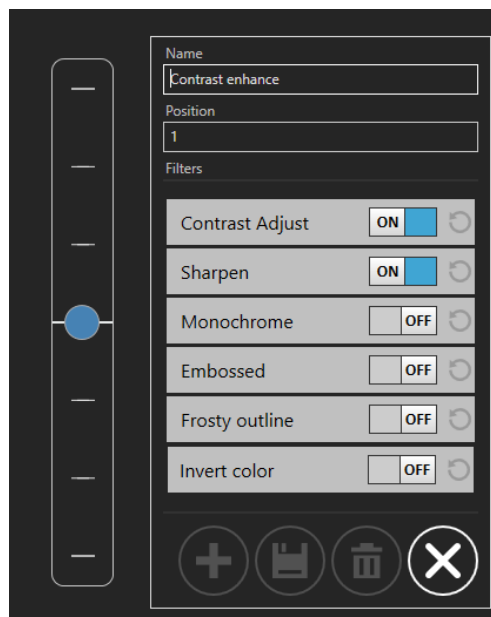 Name
Contrast enhance
Position
1
Filters
Contrast Adjust ON
Sharpen ON
Monochrome OFF
Embossed OFF
Frosty outline OFF
Invert color OFF